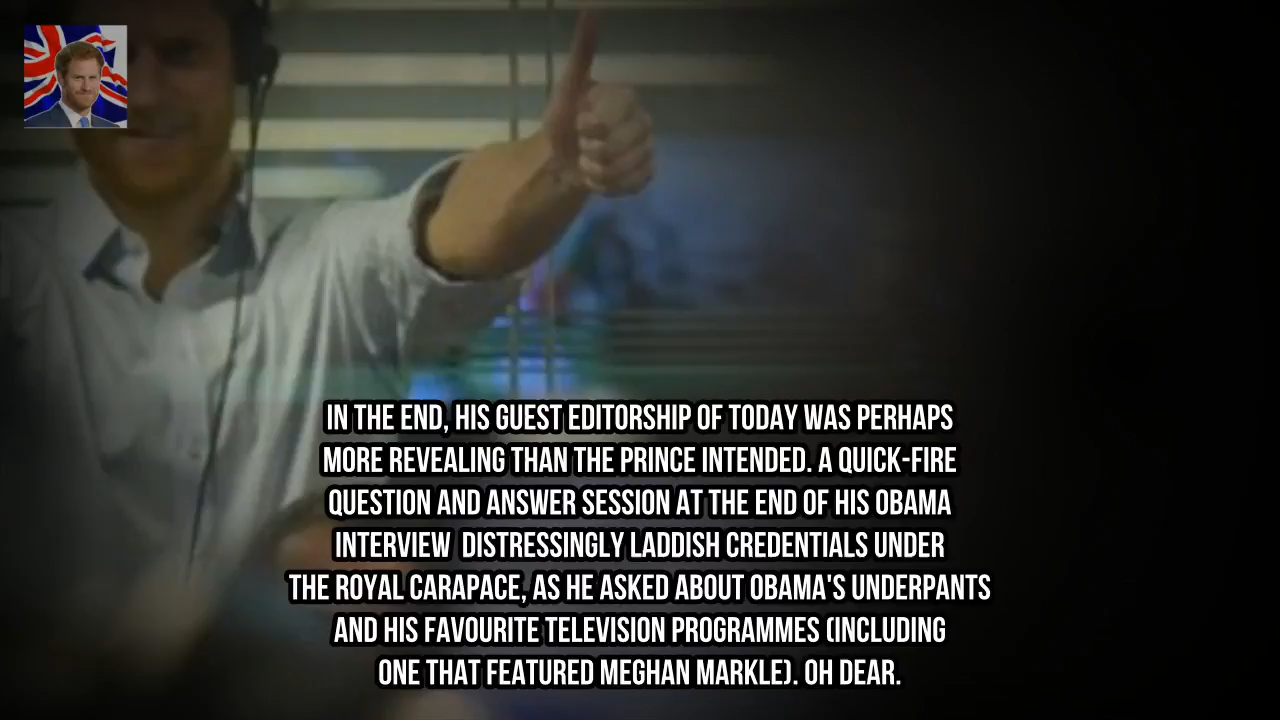 IN THE END, HIS GUEST EDITORSHIP OF TODAY WAS PERHAPS
MORE REVEALING THAN THE PRINCE INTENDED. A QUICK-FIRE
QUESTION AND ANSWER SESSION AT THE END OF HIS OBAMA
INTERVIEW  DISTRESSINGLY LADDISH CREDENTIALS UNDER
THE ROYAL CARAPACE, AS HE ASKED ABOUT OBAMA'S UNDERPANTS
AND HIS FAVOURITE TELEVISION PROGRAMMES (INCLUDING
ONE THAT FEATURED MEGHAN MARKLE). OH DEAR.